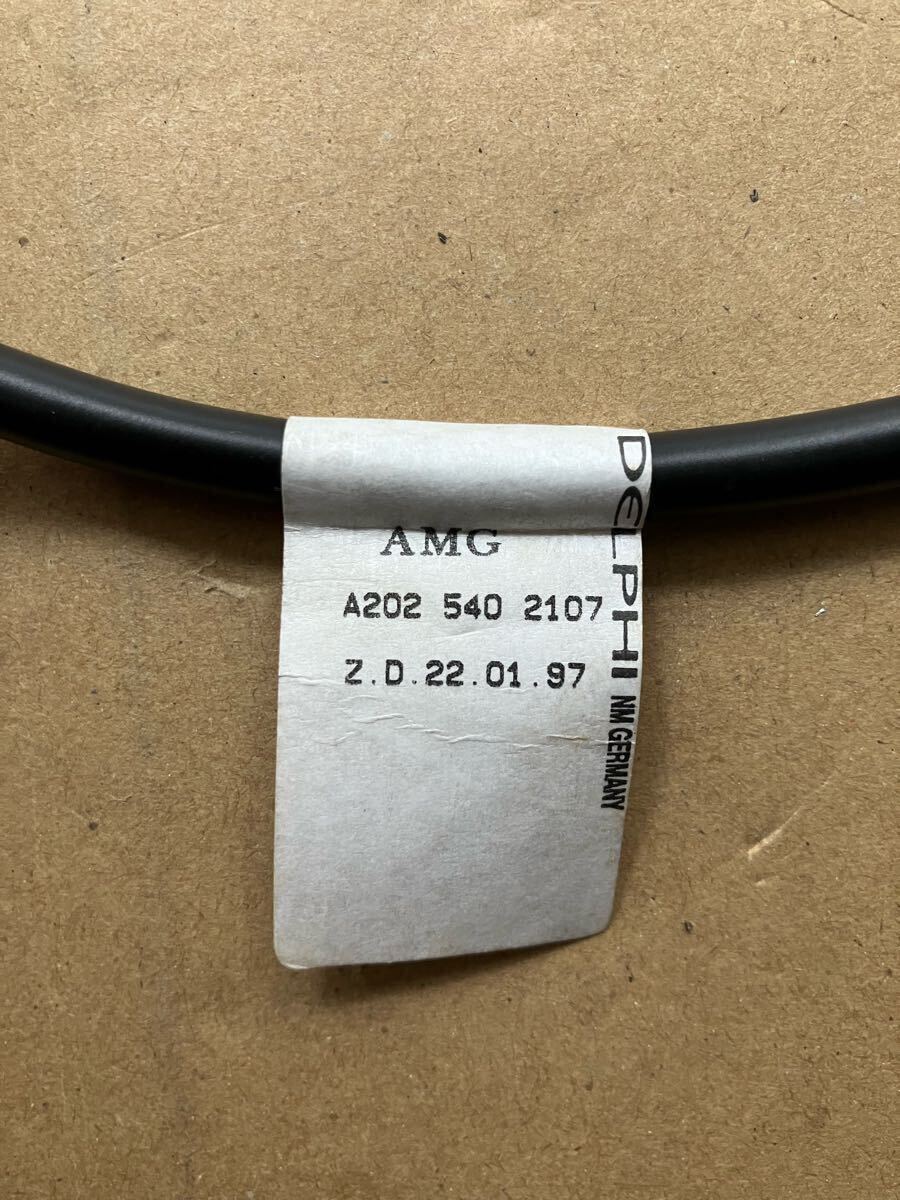 AMG
A202 540 2107
Z.D.22.01.97
DELPHI NM GERMANY